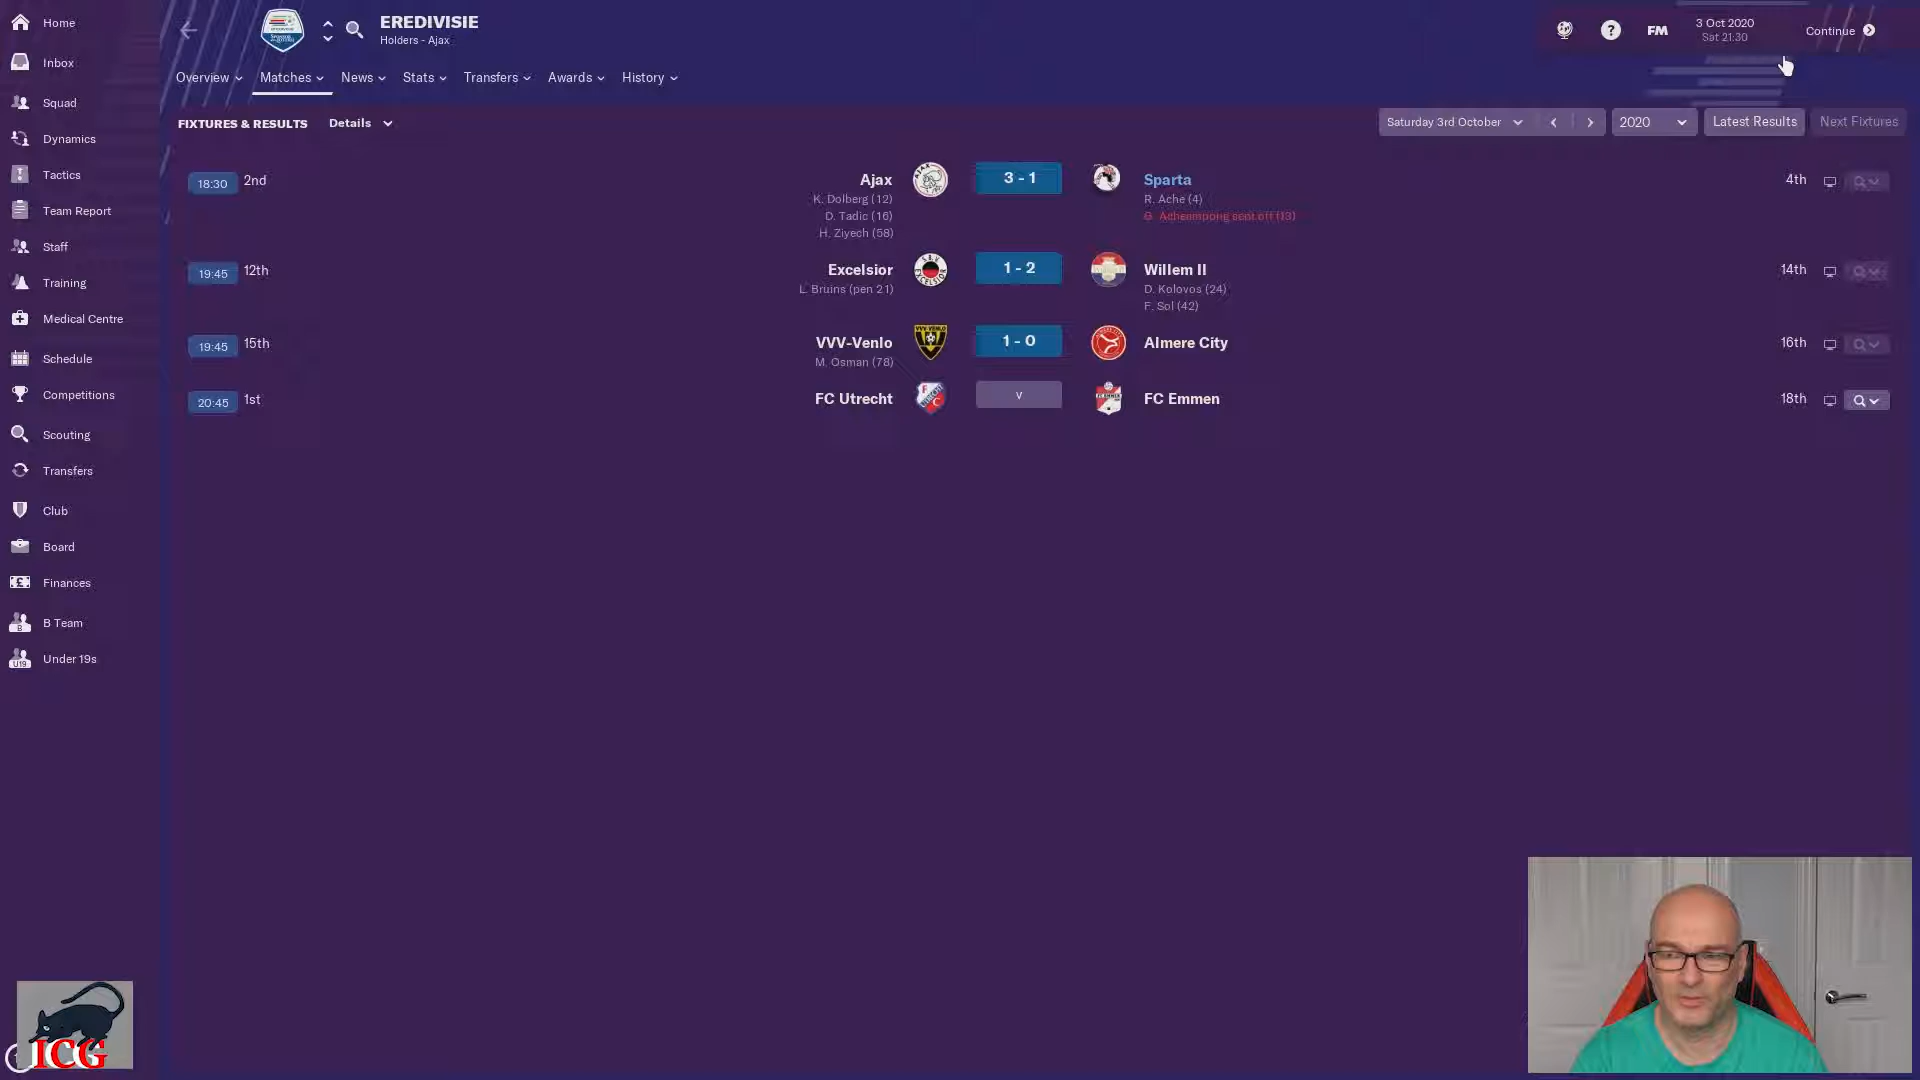 Home
Inbox
Squad
Dynamics
Tactics
Team Report
Staff
Training
Medical Centre
Schedule
Competitions
Scouting
Transfers
Club
Board
Finances
B Team
Under 19s
EREDIVISIE
Holders - Ajax
FM
3 Oct 2020
Sat 21:30
Continue
Overview
Matches
News
Stats
Transfers
Awards
History
FIXTURES & RESULTS
Details
Saturday 3rd October
2020
Latest Results
Next Fixtures
18:30 2nd Ajax 3 - 1 Sparta 4th
K. Dolberg (12) R. Ache (4)
D. Tadic (16) G. Acheampong sent off (13)
H. Ziyech (58)
19:45 12th Excelsior 1 - 2 Willem II 14th
L. Bruins (pen 21) D. Kolovos (24)
F. Sol (42)
19:45 15th VVV-Venlo 1 - 0 Almere City 16th
M. Osman (78)
20:45 1st FC Utrecht v FC Emmen 18th
ICG